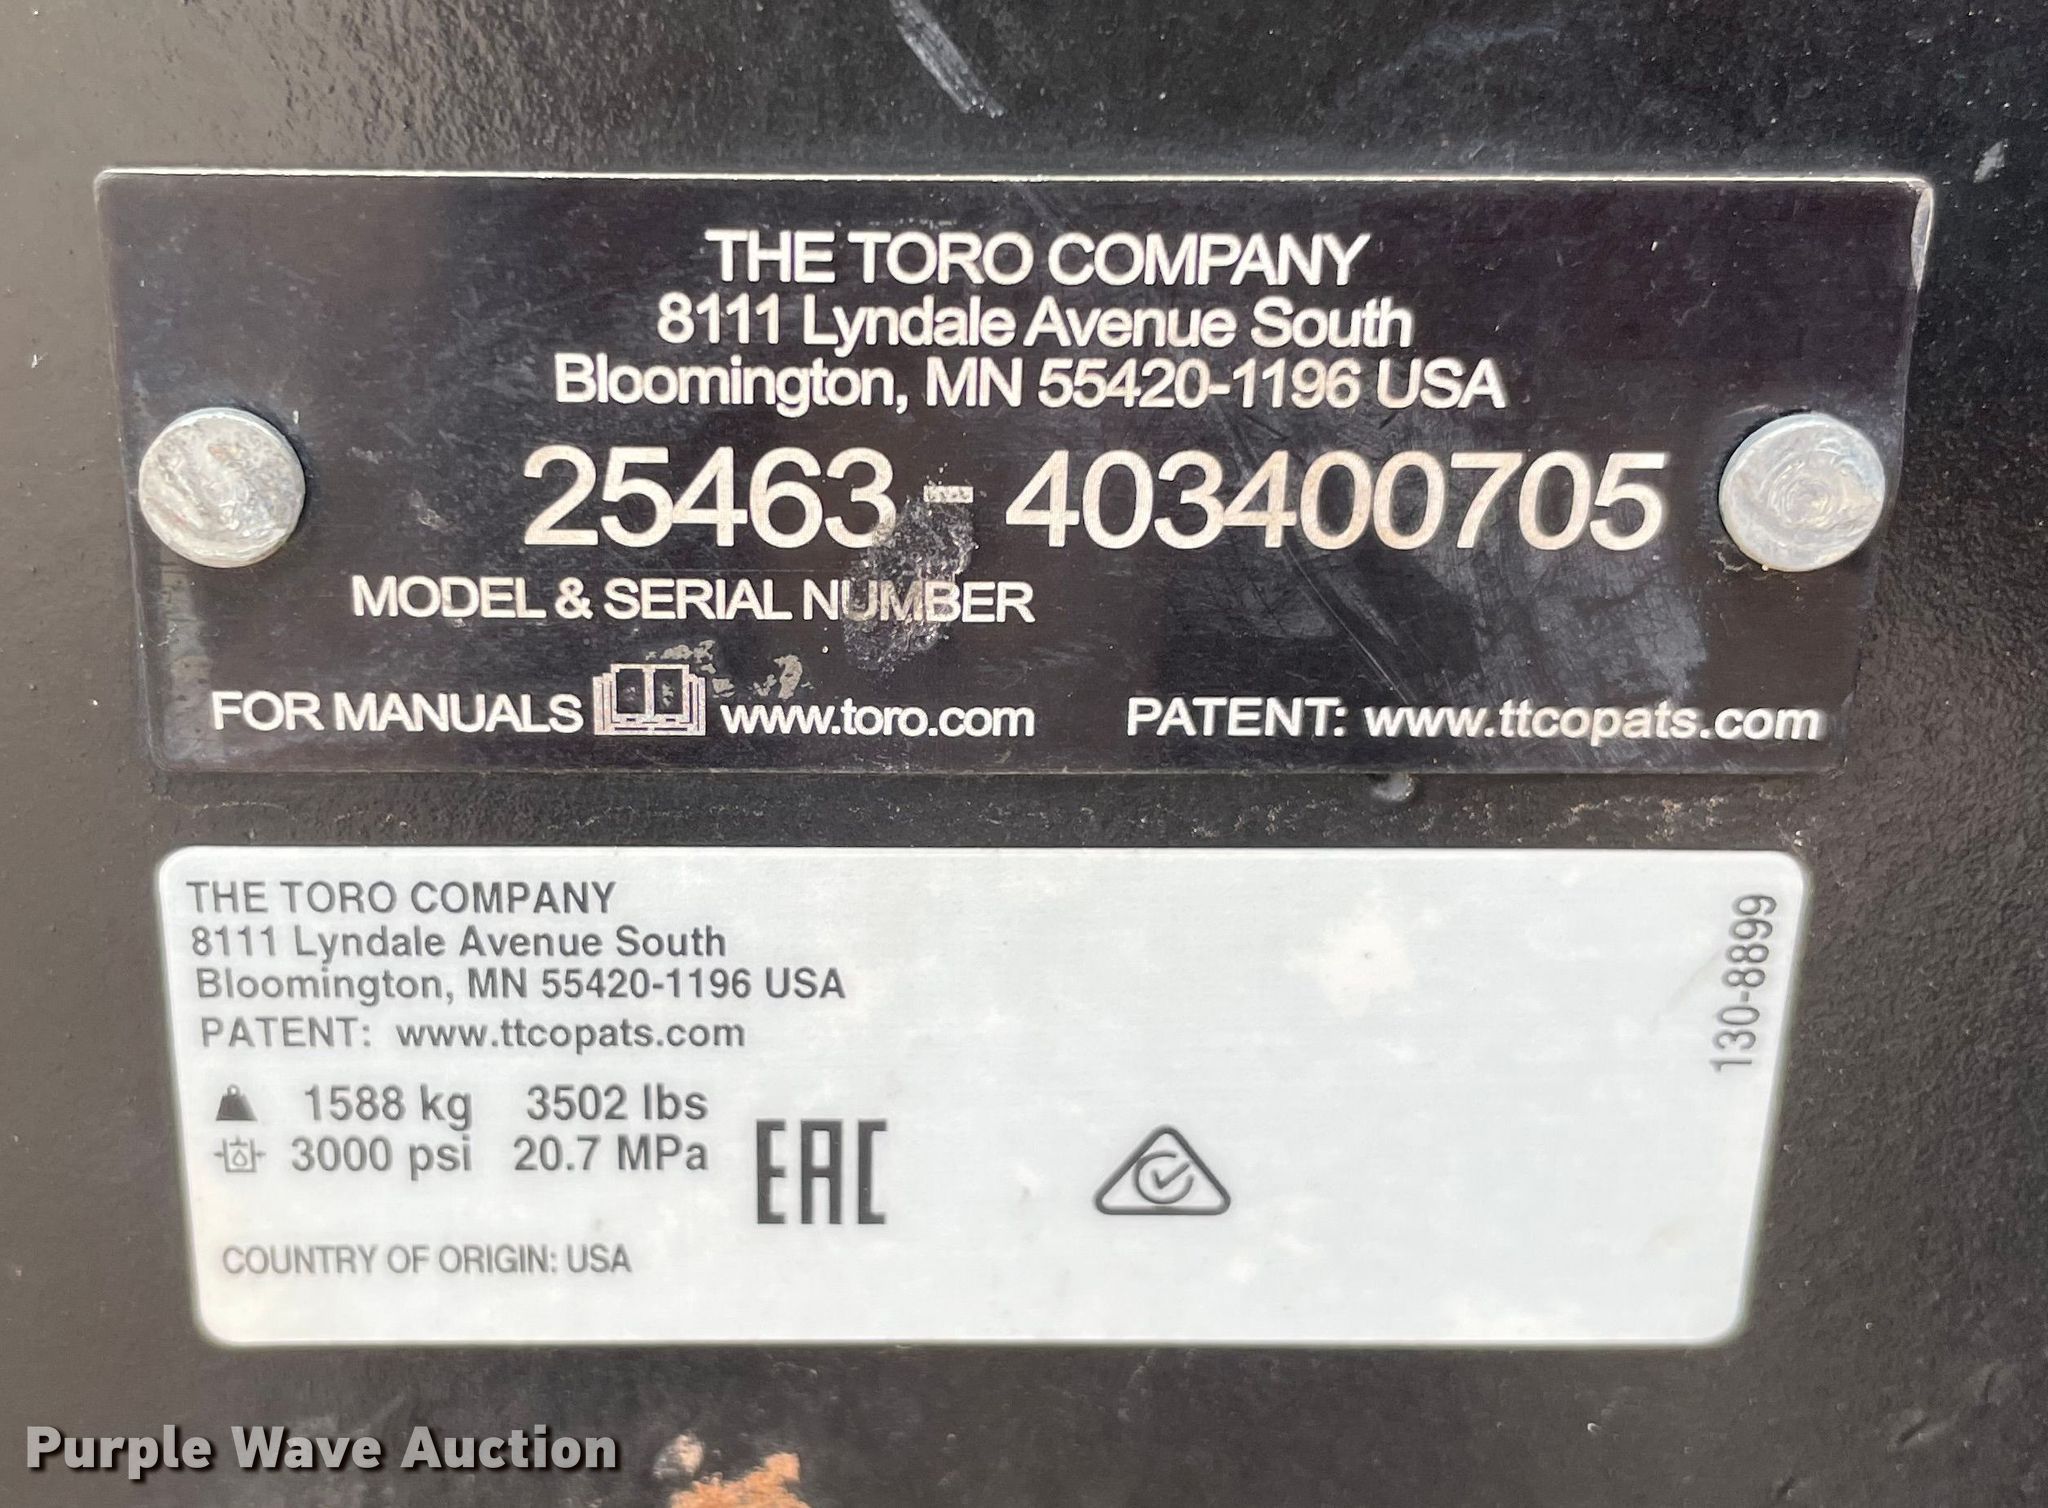 THE TORO COMPANY
8111 Lyndale Avenue South
Bloomington, MN 55420-1196 USA
25463- 403400705
MODEL & SERIAL NUMBER
FOR MANUALS www.toro.com PATENT: www.ttcopats.com
THE TORO COMPANY
8111 Lyndale Avenue South
Bloomington, MN 55420-1196 USA
PATENT: www.ttcopats.com
1588 kg 3502 lbs
3000 psi 20.7 MPa
EAC
COUNTRY OF ORIGIN: USA
130-8899
Purple Wave Auction